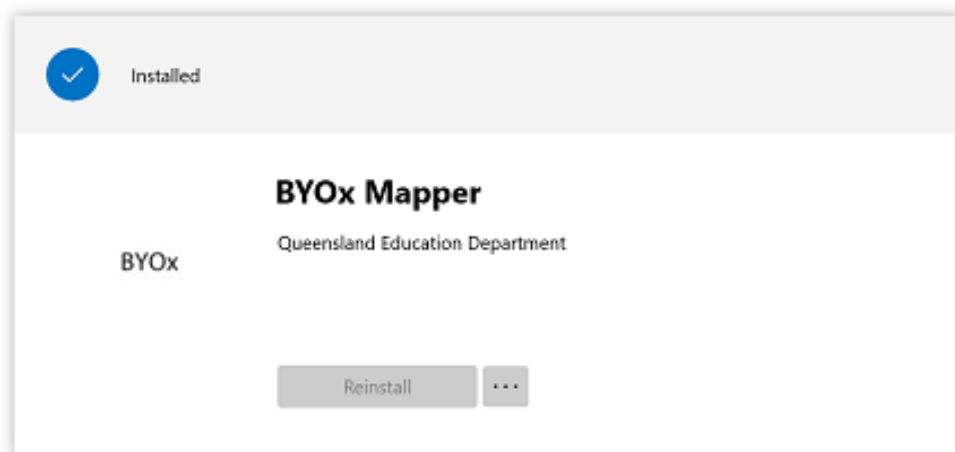 Installed
BYOx Mapper
Queensland Education Department
BYOx
Reinstall ...